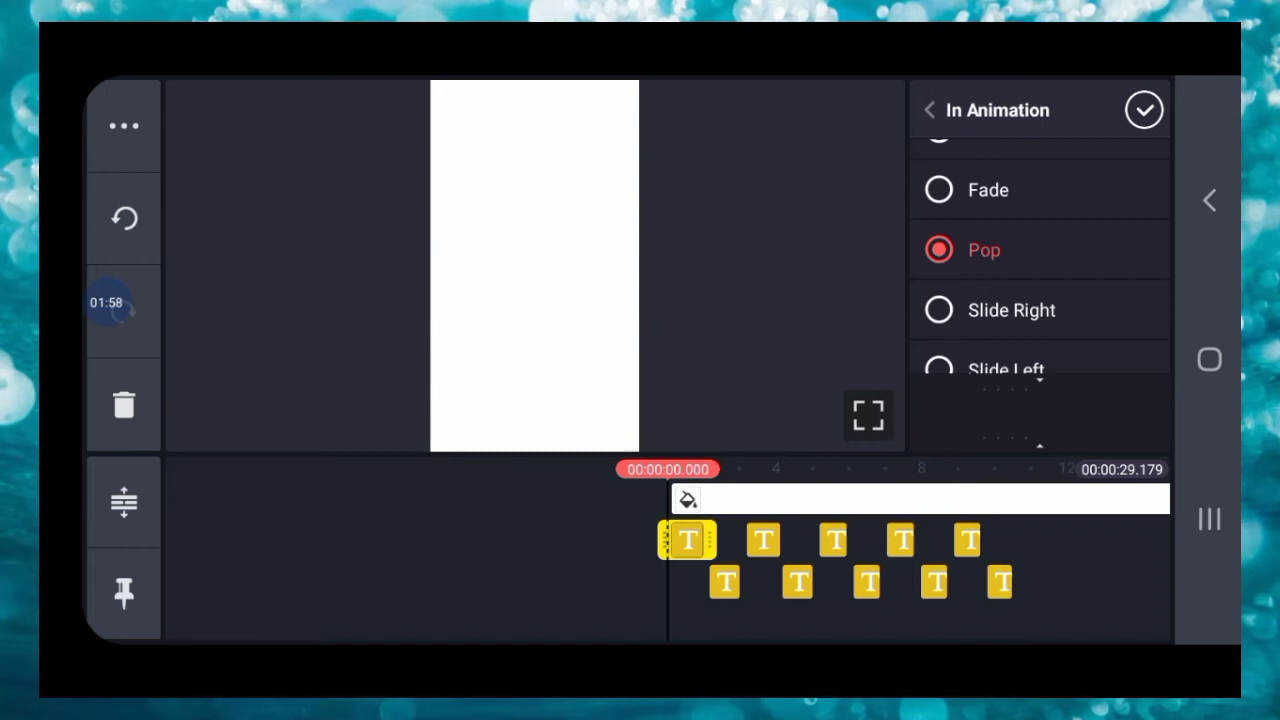 In Animation
Fade
Pop
01:58
Slide Right
Slide Left
00:00:00.000
4
8
12
00:00:29.179
T
T T T T T
T T T T